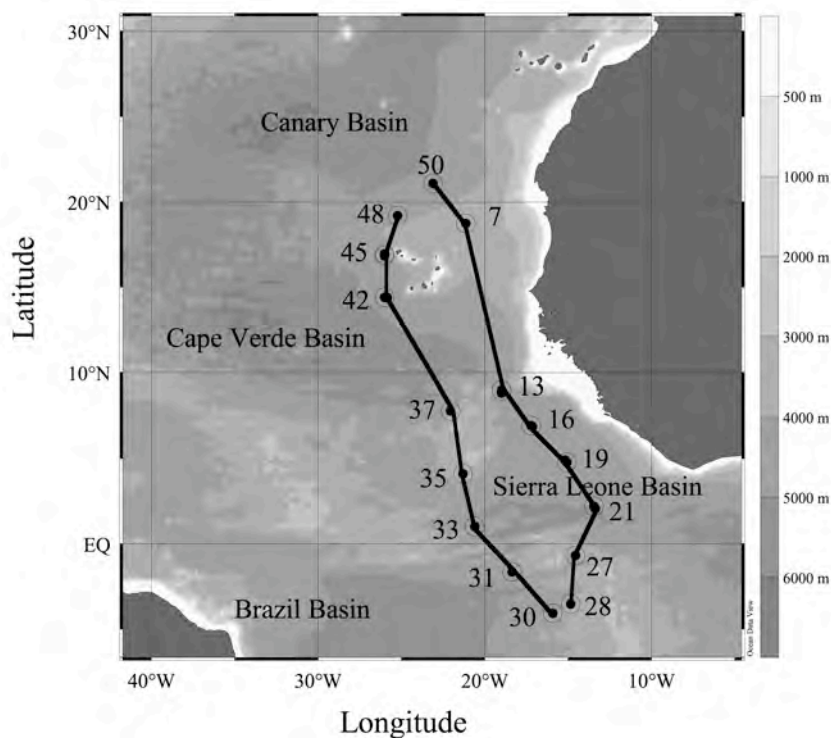 30°N
500 m
Canary Basin
1000 m
50
20°N
48
7
45
2000 m
42
Latitude
Cape Verde Basin
3000 m
10°N
13
37
16
4000 m
19
35
Sierra Leone Basin
5000 m
21
33
EQ
27
31
6000 m
28
30
Brazil Basin
Ocean Data View
40°W
30°W
20°W
10°W
Longitude